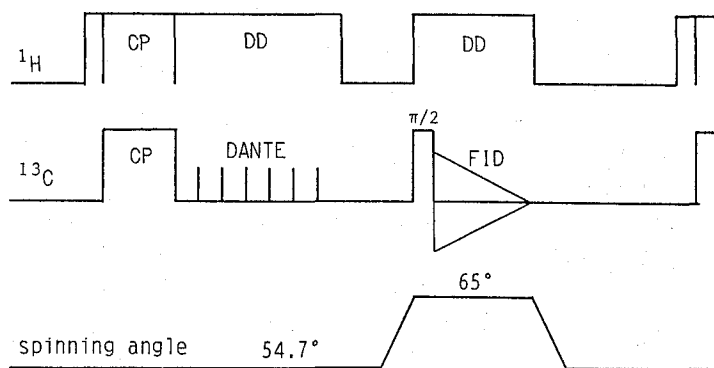 ¹H CP DD DD
π/2
¹³C CP DANTE FID
65°
spinning angle 54.7°